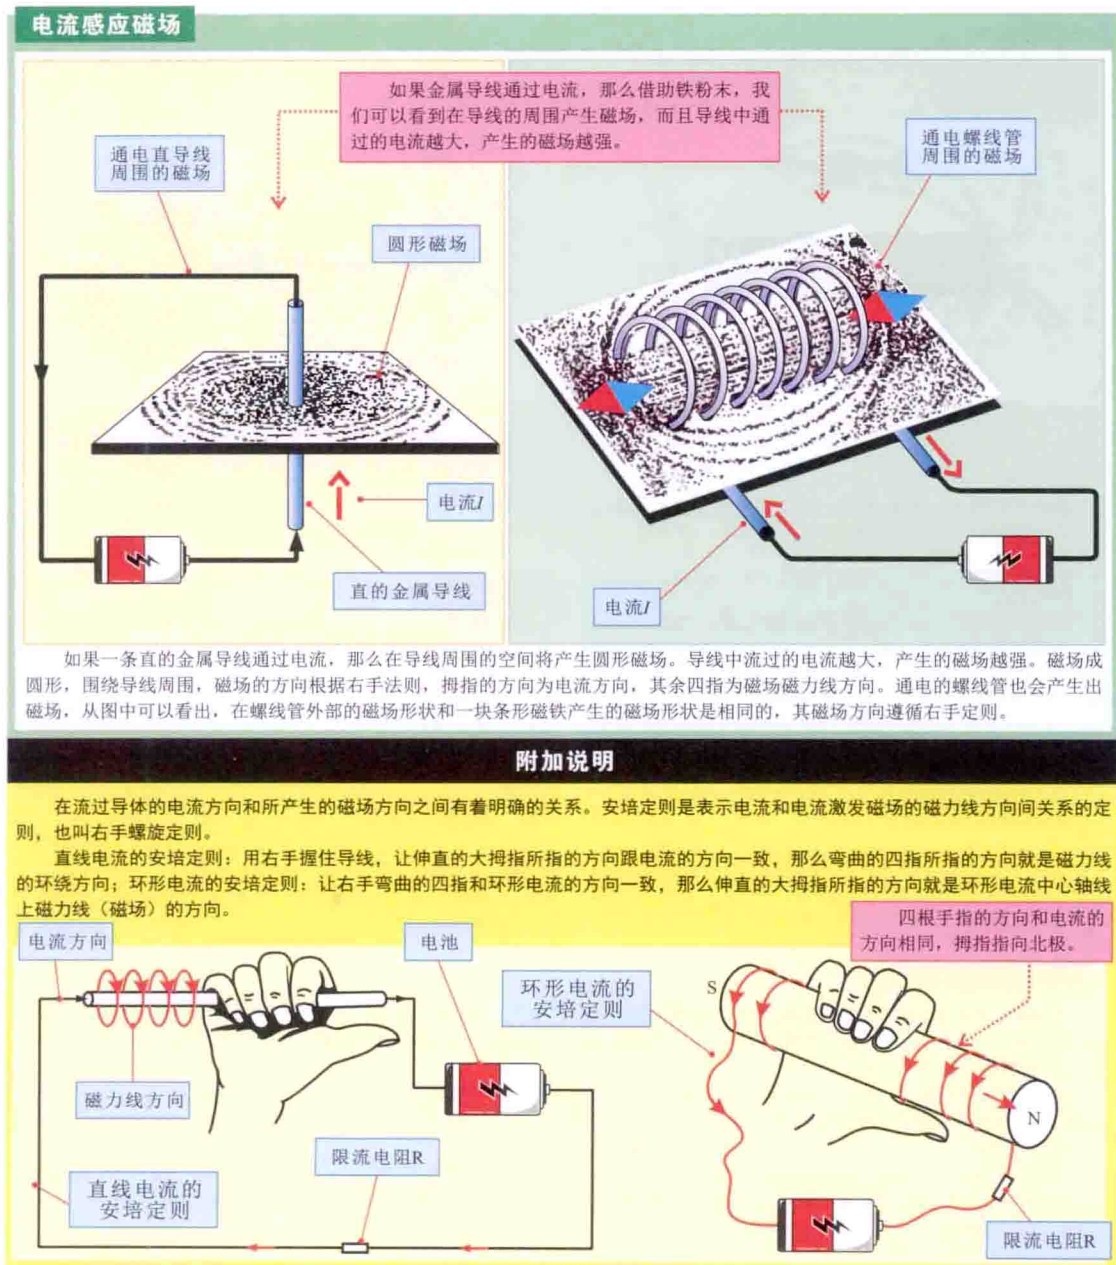 电流感应磁场
如果金属导线通过电流，那么借助铁粉末，我
们可以看到在导线的周围产生磁场，而且导线中通
过的电流越大，产生的磁场越强。
通电直导线
周围的磁场
通电螺线管
周围的磁场
圆形磁场
电流I
直的金属导线
电流I
如果一条直的金属导线通过电流，那么在导线周围的空间将产生圆形磁场。导线中流过的电流越大，产生的磁场越强。磁场成
圆形，围绕导线周围，磁场的方向根据右手法则，拇指的方向为电流方向，其余四指为磁场磁力线方向。通电的螺线管也会产生出
磁场，从图中可以看出，在螺线管外部的磁场形状和一块条形磁铁产生的磁场形状是相同的，其磁场方向遵循右手定则。
附加说明
在流过导体的电流方向和所产生的磁场方向之间有着明确的关系。安培定则是表示电流和电流激发磁场的磁力线方向间关系的定
则，也叫右手螺旋定则。
直线电流的安培定则：用右手握住导线，让伸直的大拇指所指的方向跟电流的方向一致，那么弯曲的四指所指的方向就是磁力线
的环绕方向；环形电流的安培定则：让右手弯曲的四指和环形电流的方向一致，那么伸直的大拇指所指的方向就是环形电流中心轴线
上磁力线（磁场）的方向。
电流方向
电池
四根手指的方向和电流的
方向相同，拇指指向北极。
环形电流的
安培定则
S
N
磁力线方向
限流电阻R
直线电流的
安培定则
限流电阻R